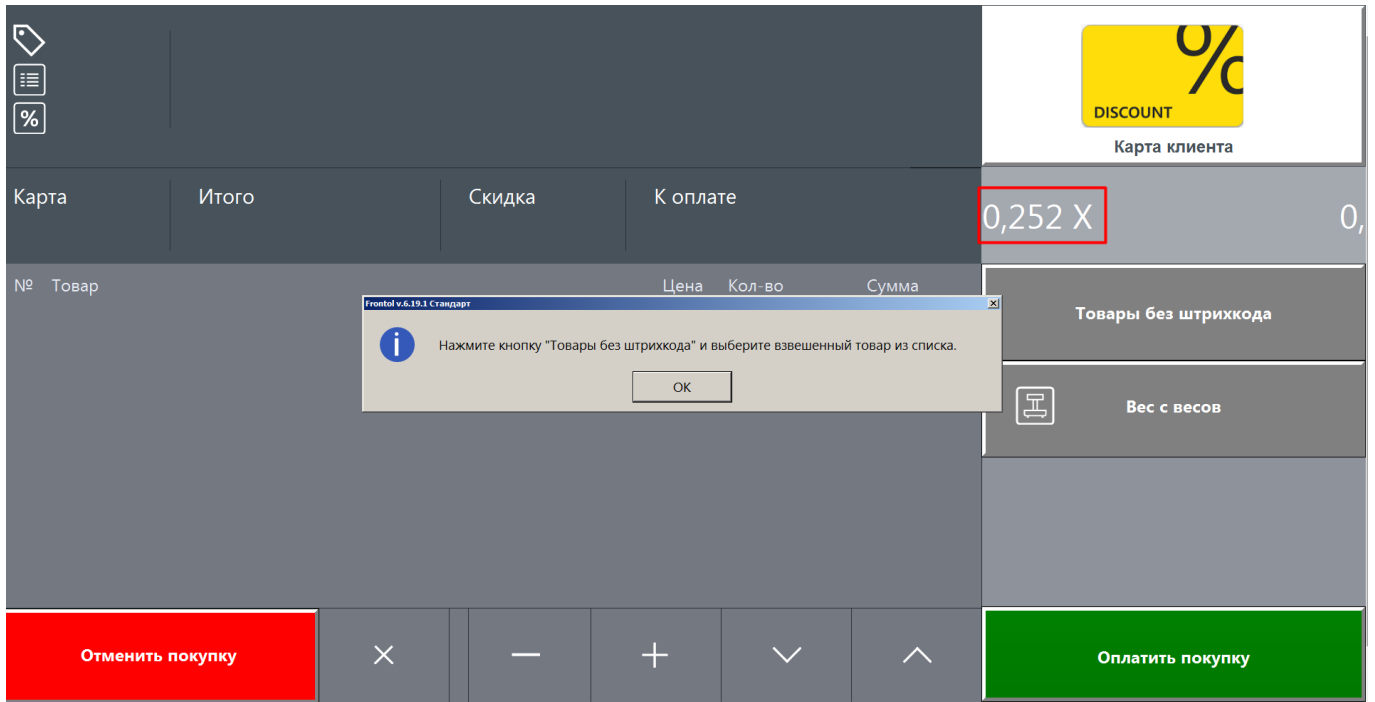 %
DISCOUNT
Карта клиента
%
Карта Итого Скидка К оплате
0,252 X 0,
№ Товар Цена Кол-во Сумма
Frontol v.6.19.1 Стандарт
Нажмите кнопку "Товары без штрихкода" и выберите взвешенный товар из списка.
OK
Товары без штрихкода
Вес с весов
Отменить покупку
Оплатить покупку